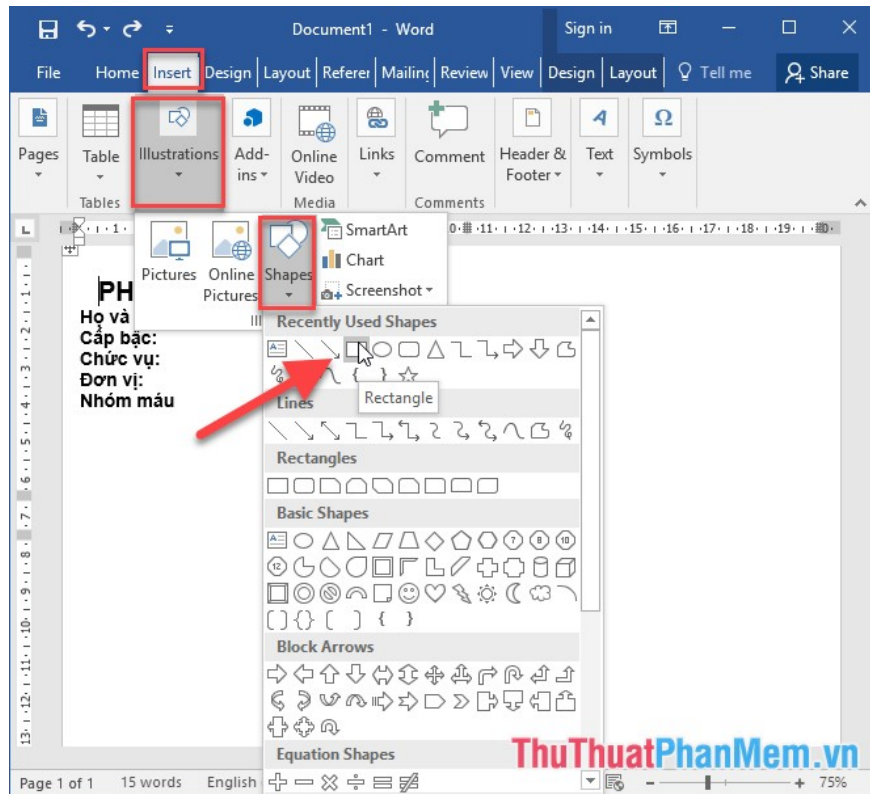 Document1 - Word
Sign in
File Home Insert Design Layout Referer Mailing Review View Design Layout Tell me Share
Pages Table Illustrations Add-ins Online Video Links Comment Header & Footer Text Symbols
Tables Media Comments
Pictures Online Pictures Shapes SmartArt
Chart
Screenshot
PH
Họ và
Cấp bậc:
Chức vụ:
Đơn vị:
Nhóm máu
Recently Used Shapes
Rectangle
Lines
Rectangles
Basic Shapes
Block Arrows
Equation Shapes
ThuThuatPhanMem.vn
Page 1 of 1 15 words English 75%